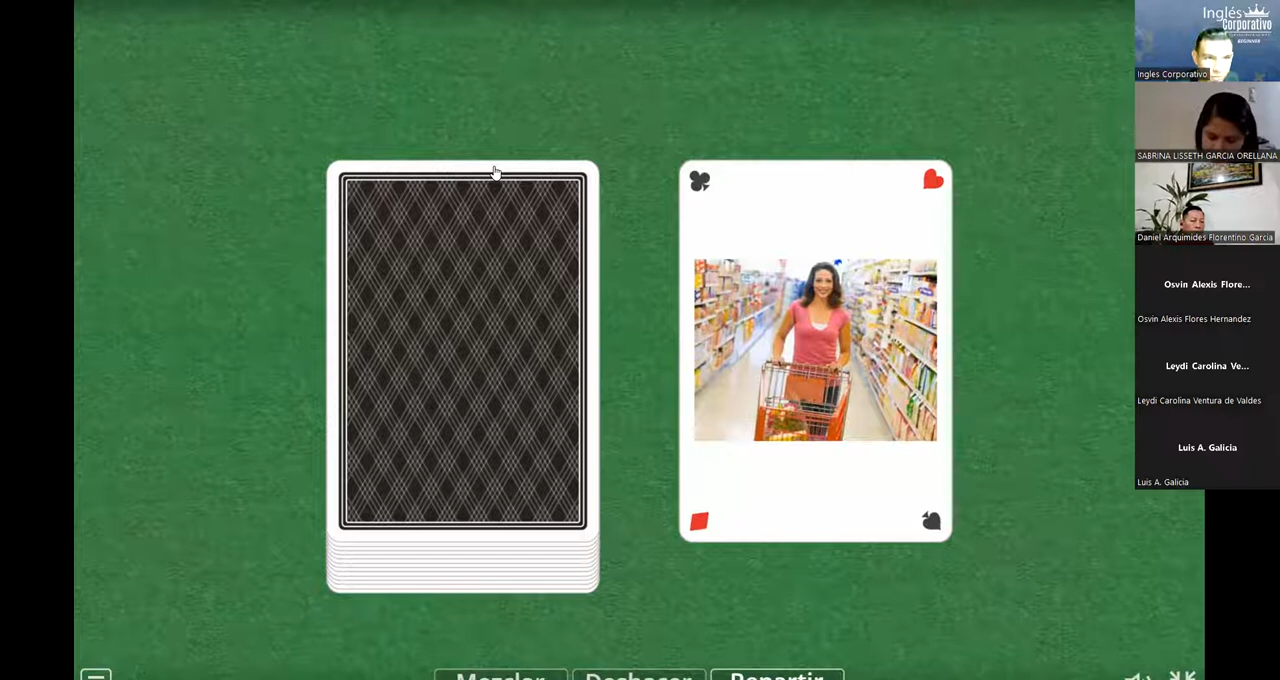 Inglés
Corporativo
BEGINNER
Ingles Corporativo
SABRINA LISSETH GARCIA ORELLANA
Daniel Arquimides Florentino Garcia
Osvin Alexis Flore...
Osvin Alexis Flores Hernandez
Leydi Carolina Ve...
Leydi Carolina Ventura de Valdes
Luis A. Galicia
Luis A. Galicia
Mezclar
Deshacer
Repartir